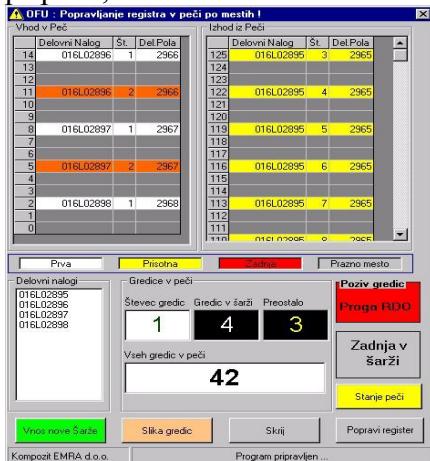 OFU : Popravljanje registra v peči po mestih !
Vhod v Peč
Delovni Nalog Št. Del.Pola
14 016L02896 1 2966
13
12
11 016L02896 2 2966
10
9
8 016L02897 1 2967
7
6
5 016L02897 2 2967
4
3
2 016L02898 1 2968
1
0
Izhod iz Peči
Delovni Nalog Št. Del.Pola
125 016L02895 3 2965
124
123
122 016L02895 4 2965
121
120
119 016L02895 5 2965
118
117
116 016L02895 6 2965
115
114
113 016L02895 7 2965
112
111
110 016L02895 8 2965
Prva Prisotna Zadnja Prazno mesto
Delovni nalogi
016L02895
016L02896
016L02897
016L02898
Gredice v peči
Števec gredic Gredic v šarži Preostalo
1 4 3
Vseh gredic v peči
42
Poziv gredic
Proga RDO
Zadnja v
šarži
Stanje peči
Vnos nove Šarže Slika gredic Skrij Popravi register
Kompozit EMRA d.o.o. Program pripravljen ...